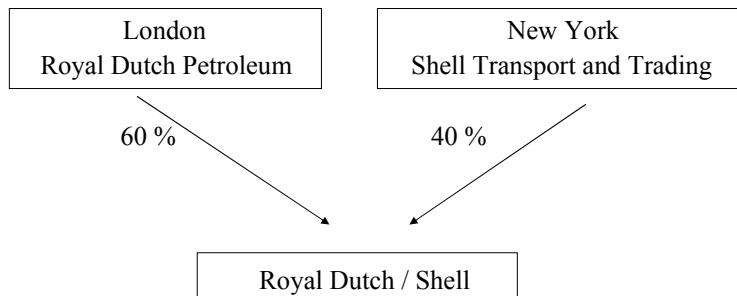 London
Royal Dutch Petroleum
New York
Shell Transport and Trading
60 %
40 %
Royal Dutch / Shell